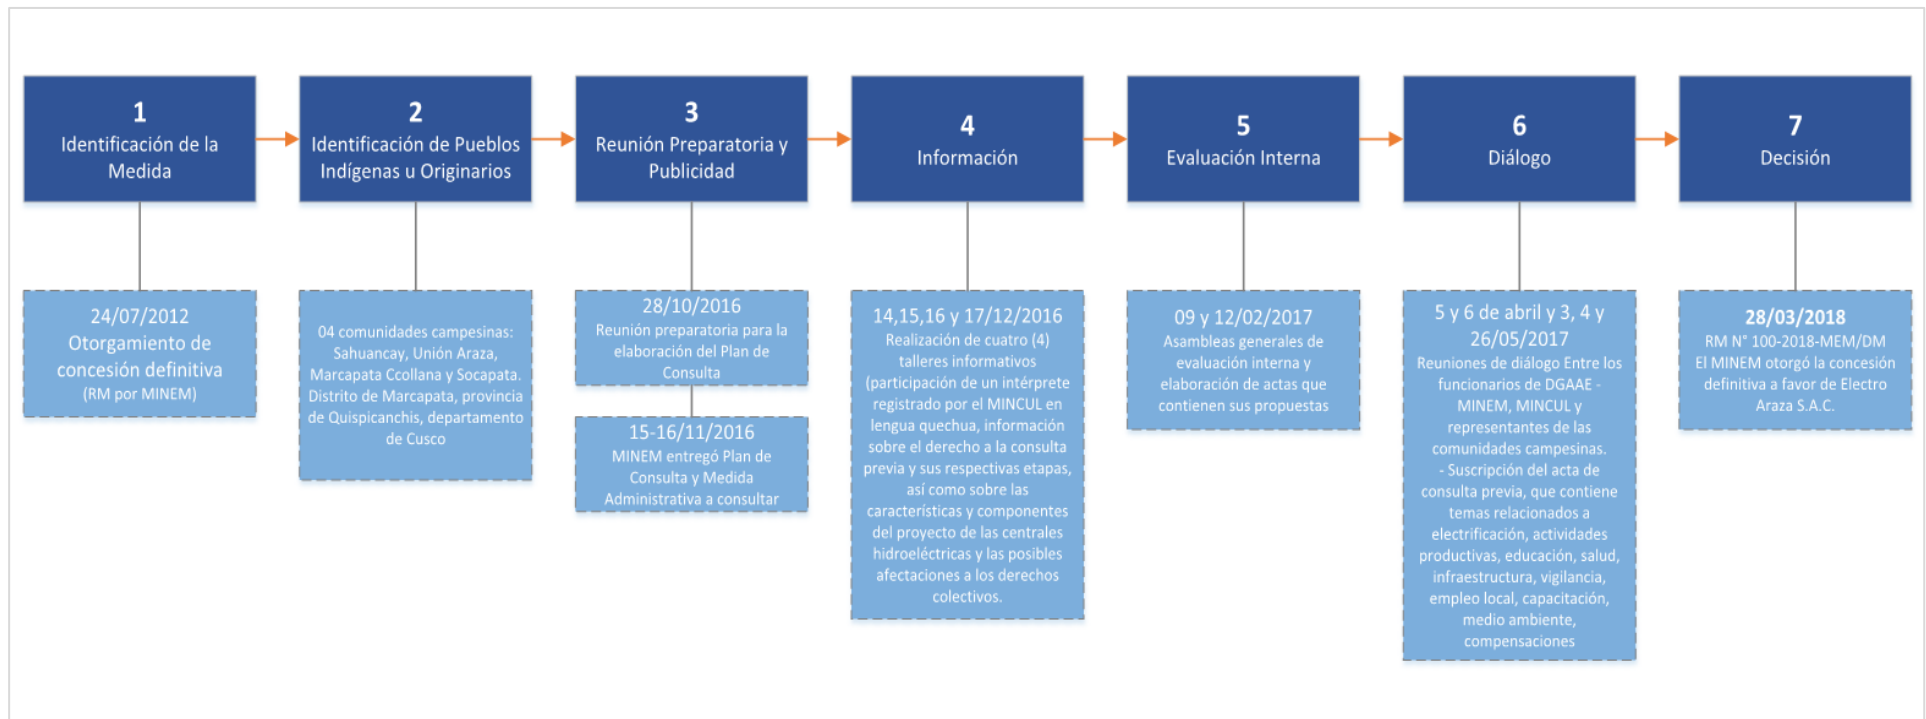 1
Identificación de la
Medida
2
Identificación de Pueblos
Indígenas u Originarios
3
Reunión Preparatoria y
Publicidad
4
Información
5
Evaluación Interna
6
Diálogo
7
Decisión
24/07/2012
Otorgamiento de
concesión definitiva
(RM por MINEM)
04 comunidades campesinas:
Sahuancay, Unión Araza,
Marcapata Ccollana y Socapata.
Distrito de Marcapata, provincia
de Quispicanchis, departamento
de Cusco
28/10/2016
Reunión preparatoria para la
elaboración del Plan de
Consulta
15-16/11/2016
MINEM entregó Plan de
Consulta y Medida
Administrativa a consultar
14,15,16 y 17/12/2016
Realización de cuatro (4)
talleres informativos
(participación de un intérprete
registrado por el MINCUL en
lengua quechua, información
sobre el derecho a la consulta
previa y sus respectivas etapas,
así como sobre las
características y componentes
del proyecto de las centrales
hidroeléctricas y las posibles
afectaciones a los derechos
colectivos.
09 y 12/02/2017
Asambleas generales de
evaluación interna y
elaboración de actas que
contienen sus propuestas
5 y 6 de abril y 3, 4 y
26/05/2017
Reuniones de diálogo Entre los
funcionarios de DGAAE -
MINEM, MINCUL y
representantes de las
comunidades campesinas.
- Suscripción del acta de
consulta previa, que contiene
temas relacionados a
electrificación, actividades
productivas, educación, salud,
infraestructura, vigilancia,
empleo local, capacitación,
medio ambiente,
compensaciones
28/03/2018
RM N° 100-2018-MEM/DM
El MINEM otorgó la concesión
definitiva a favor de Electro
Araza S.A.C.